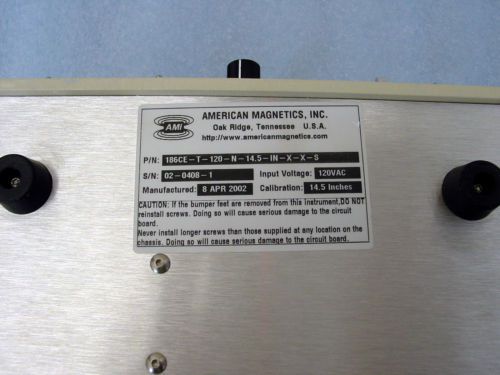 AMERICAN MAGNETICS, INC.
AMI
Oak Ridge, Tennessee U.S.A.
http://www.americanmagnetics.com
P/N: 186CE-T-120-N-14.5-IN-X-X-S
S/N: 02-0408-1 Input Voltage: 120VAC
Manufactured: 8 APR 2002 Calibration: 14.5 Inches
CAUTION: If the bumper feet are removed from this instrument,DO NOT
reinstall screws. Doing so will cause serious damage to the circuit
board.
Never install longer screws than those supplied at any location on the
chassis. Doing so will cause serious damage to the circuit board.